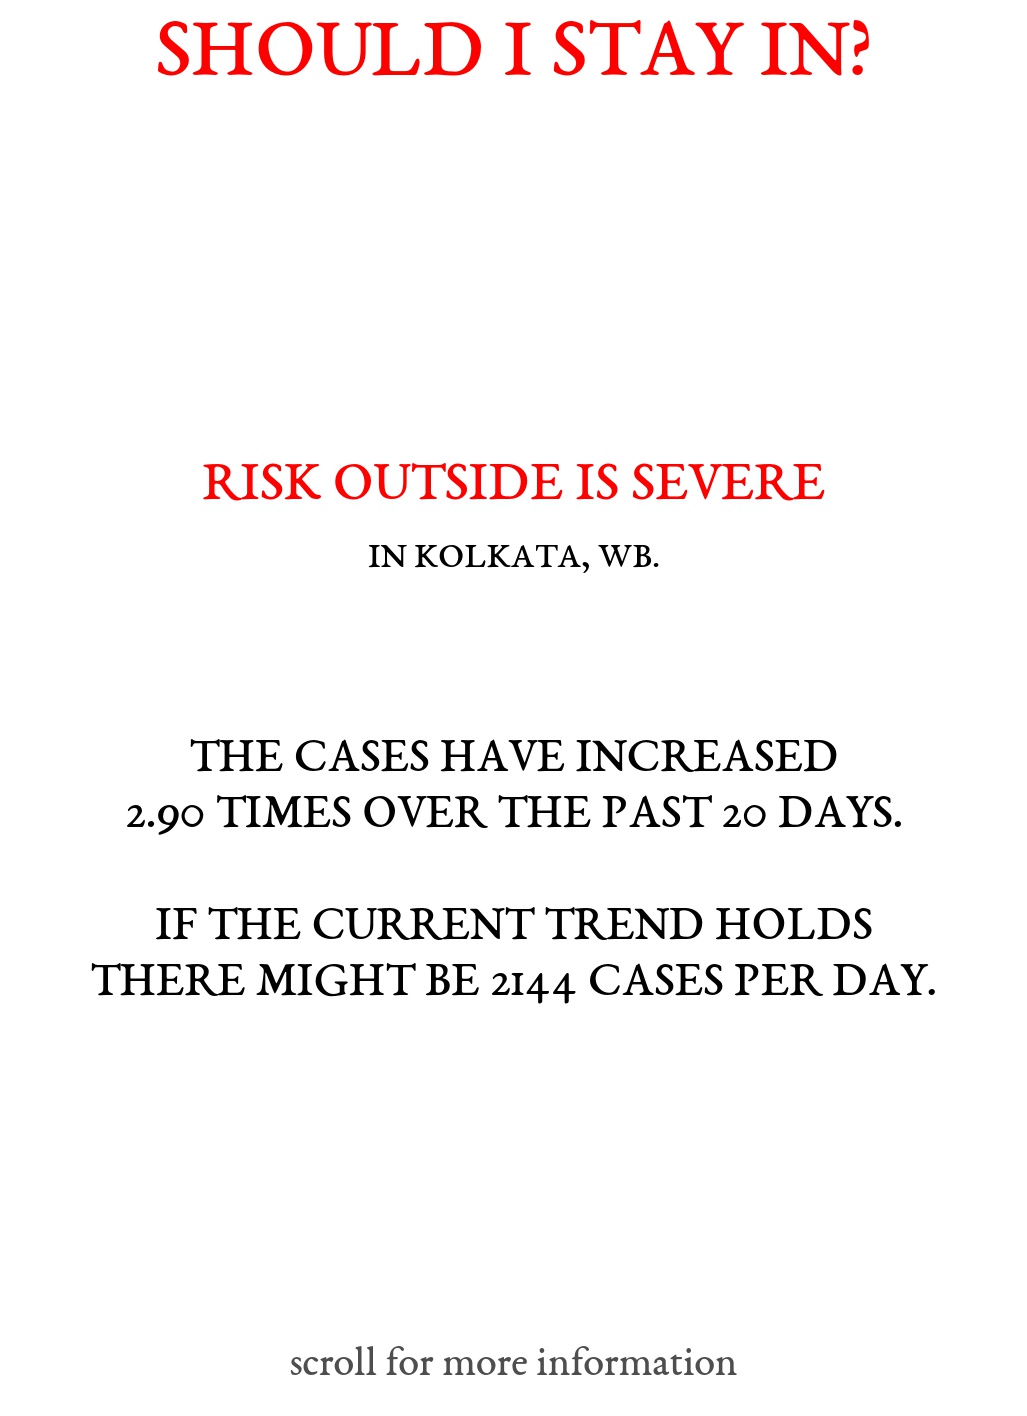 SHOULD I STAY IN?
RISK OUTSIDE IS SEVERE
IN KOLKATA, WB.
THE CASES HAVE INCREASED
2.90 TIMES OVER THE PAST 20 DAYS.
IF THE CURRENT TREND HOLDS
THERE MIGHT BE 2144 CASES PER DAY.
scroll for more information